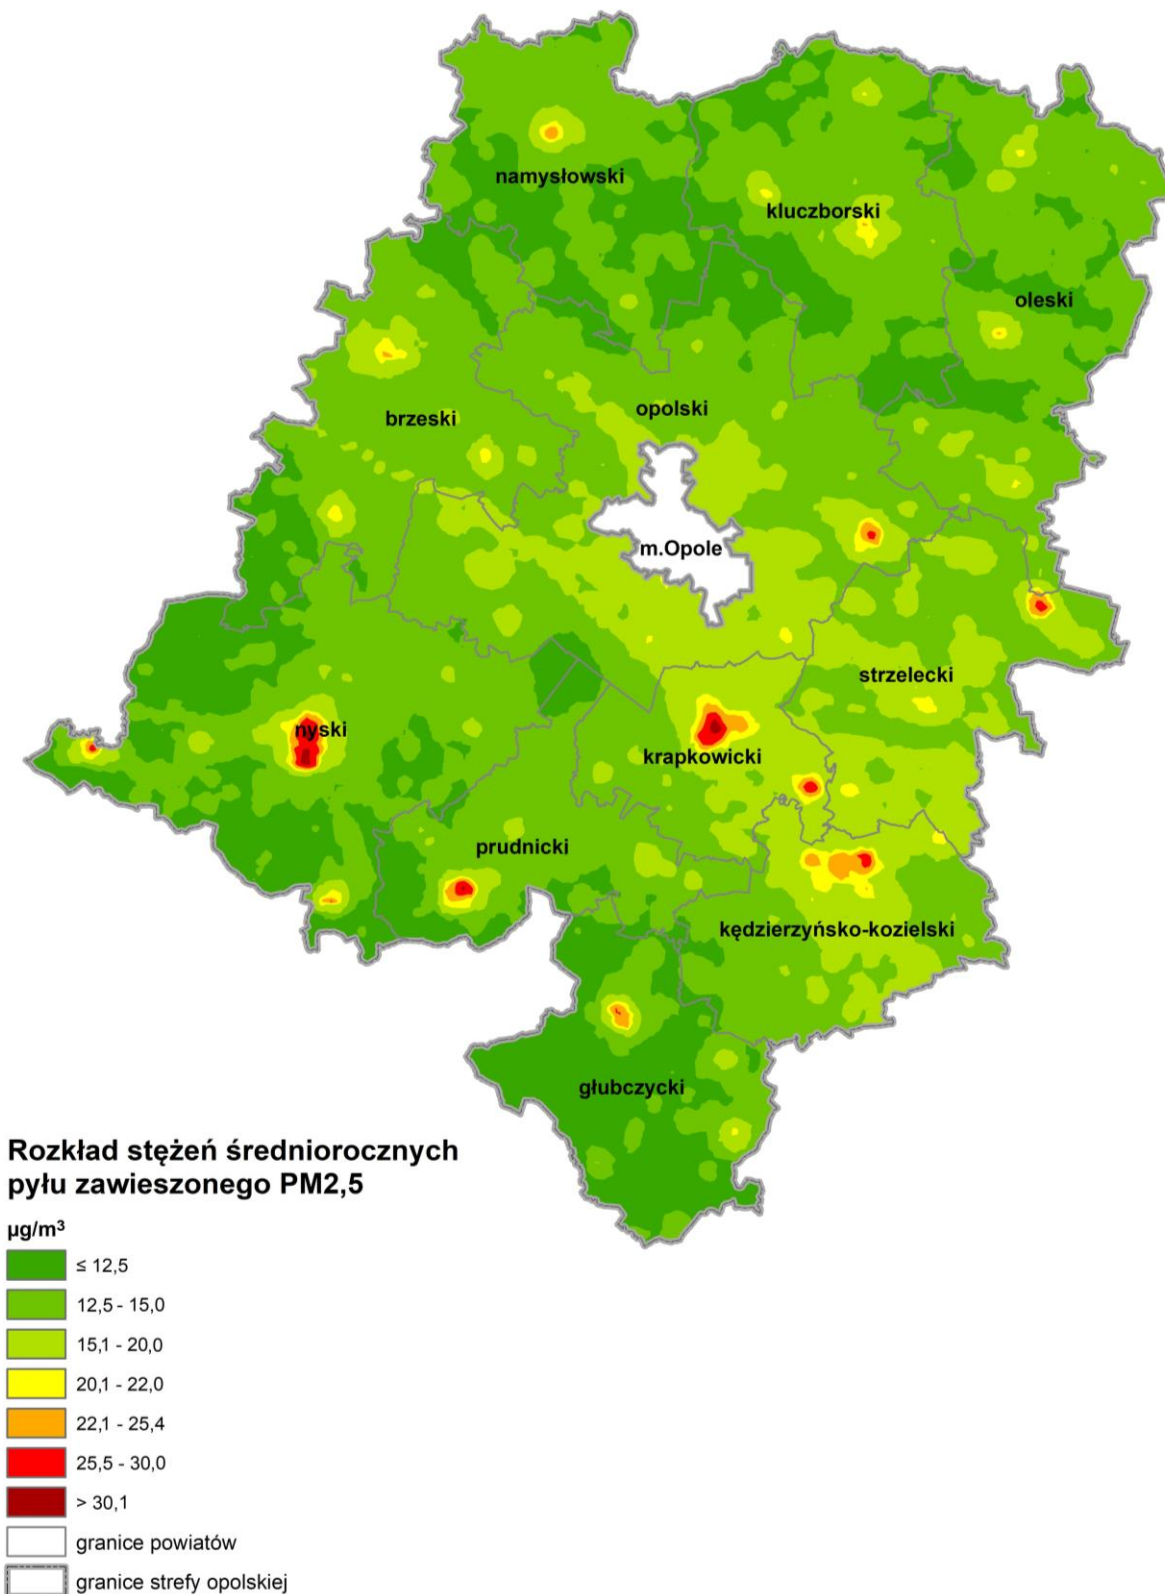 namysłowski
kluczborski
oleski
opolski
brzeski
m.Opole
strzelecki
nyski
krapkowicki
prudnicki
kędzierzyńsko-kozielski
głubczycki
Rozkład stężeń średniorocznych
pyłu zawieszonego PM2,5
µg/m³
≤ 12,5
12,5 - 15,0
15,1 - 20,0
20,1 - 22,0
22,1 - 25,4
25,5 - 30,0
> 30,1
granice powiatów
granice strefy opolskiej